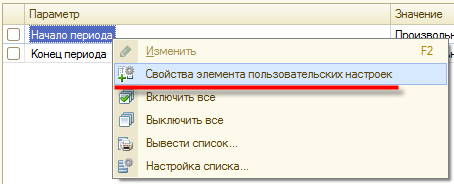 Параметр Значение
Начало периода Произволь
Конец периода
Изменить F2
Свойства элемента пользовательских настроек
Включить все
Выключить все
Вывести список...
Настройка списка...